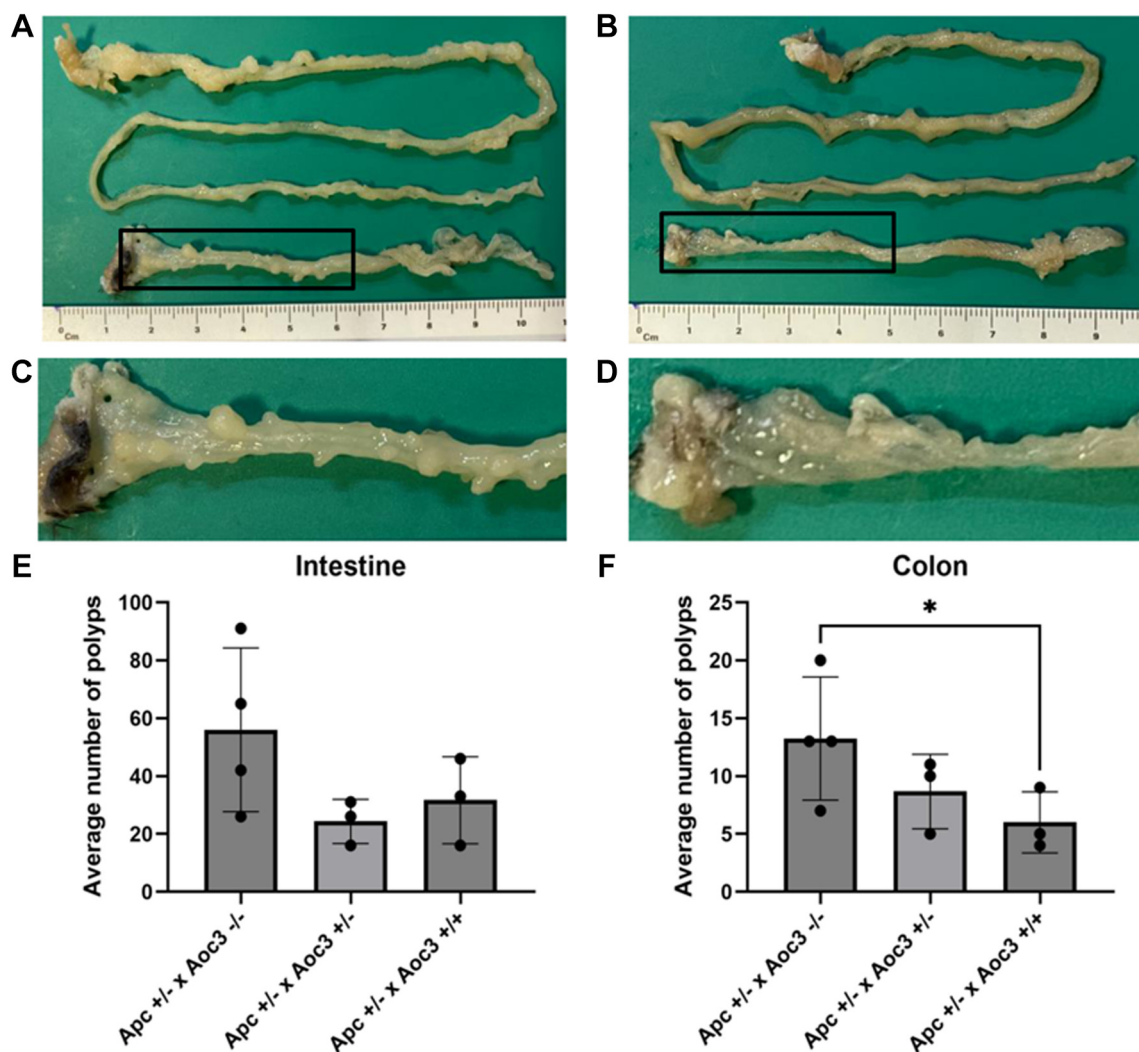 A
B
0 1 2 3 4 5 6 7 8 9 10 1
Cm
0 1 2 3 4 5 6 7 8 9
Cm
C
D
E
Intestine
Average number of polyps
100
80
60
40
20
0
Apc +/- x Aoc3 -/-
Apc +/- x Aoc3 +/-
Apc +/- x Aoc3 +/+
F
Colon
Average number of polyps
25
20
15
10
5
0
*
Apc +/- x Aoc3 -/-
Apc +/- x Aoc3 +/-
Apc +/- x Aoc3 +/+